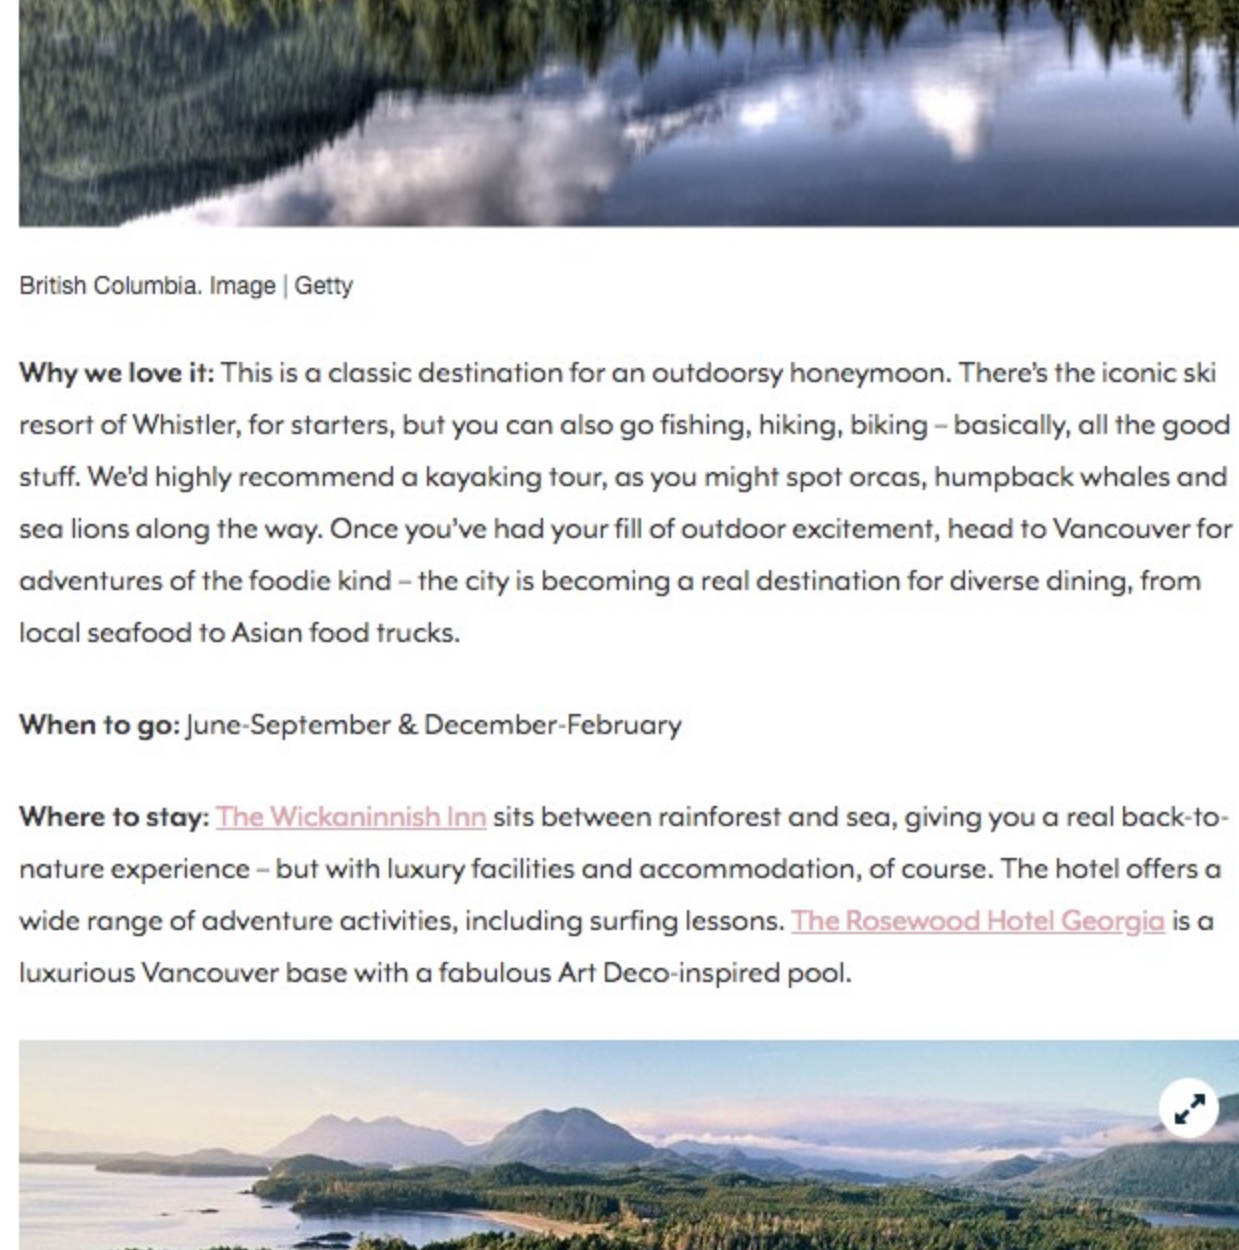 British Columbia. Image | Getty
Why we love it: This is a classic destination for an outdoorsy honeymoon. There's the iconic ski
resort of Whistler, for starters, but you can also go fishing, hiking, biking – basically, all the good
stuff. We'd highly recommend a kayaking tour, as you might spot orcas, humpback whales and
sea lions along the way. Once you've had your fill of outdoor excitement, head to Vancouver for
adventures of the foodie kind – the city is becoming a real destination for diverse dining, from
local seafood to Asian food trucks.
When to go: June-September & December-February
Where to stay: The Wickaninnish Inn sits between rainforest and sea, giving you a real back-to-
nature experience – but with luxury facilities and accommodation, of course. The hotel offers a
wide range of adventure activities, including surfing lessons. The Rosewood Hotel Georgia is a
luxurious Vancouver base with a fabulous Art Deco-inspired pool.